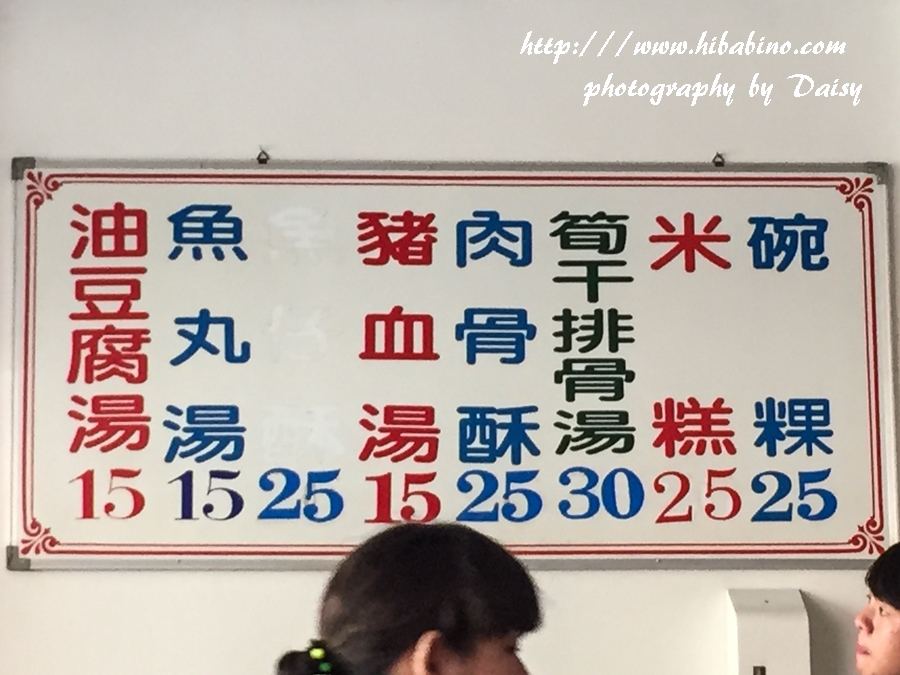 http:///www.hibabino.com
photography by Daisy
碗粿 25
米糕 25
筍干排骨湯 30
肉骨酥 25
豬血湯 15
25
魚丸湯 15
油豆腐湯 15